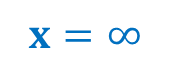 x = ∞